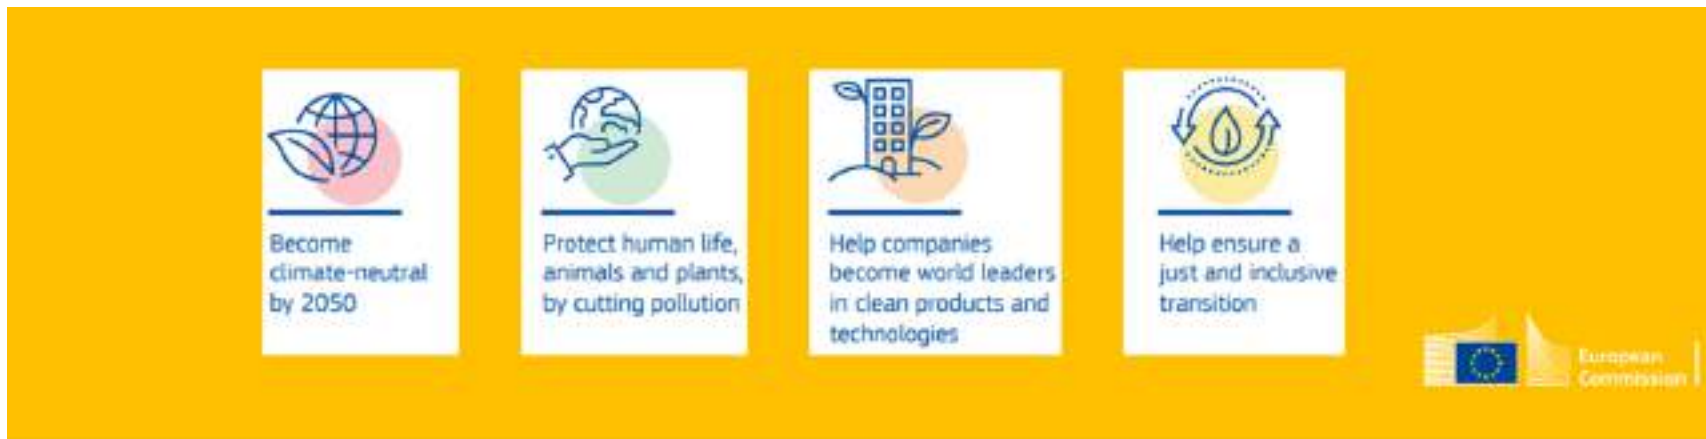 Become
climate-neutral
by 2050
Protect human life,
animals and plants,
by cutting pollution
Help companies
become world leaders
in clean products and
technologies
Help ensure a
just and inclusive
transition
European
Commission